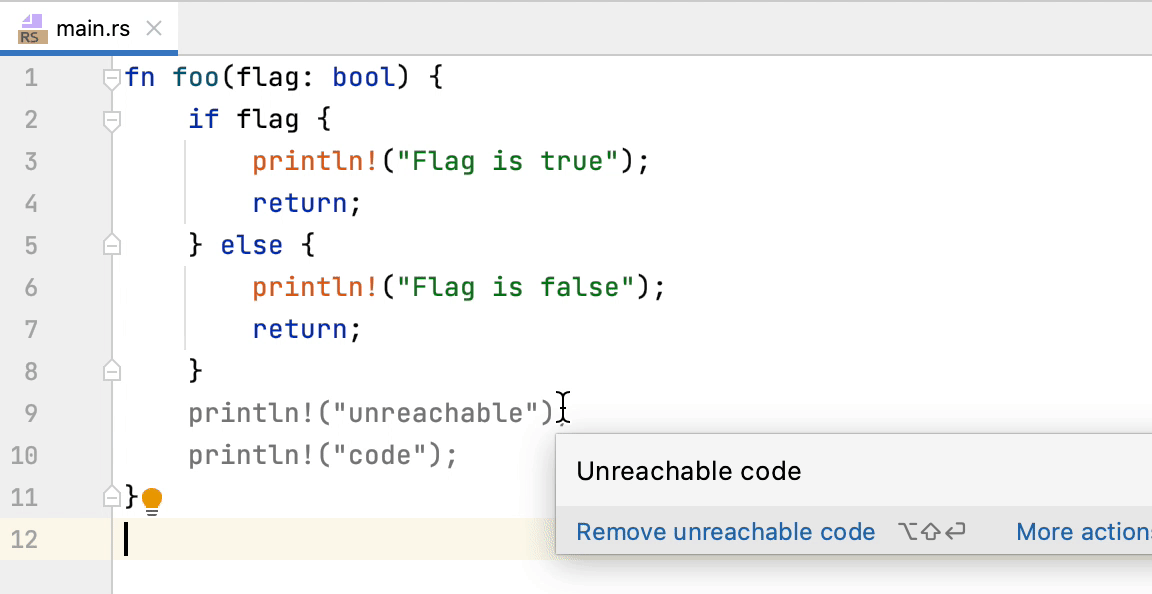 RS main.rs
1 fn foo(flag: bool) {
2 if flag {
3 println!("Flag is true");
4 return;
5 } else {
6 println!("Flag is false");
7 return;
8 }
9 println!("unreachable");
10 println!("code");
11 }
12
Unreachable code
Remove unreachable code ⌥⇧⏎ More actions